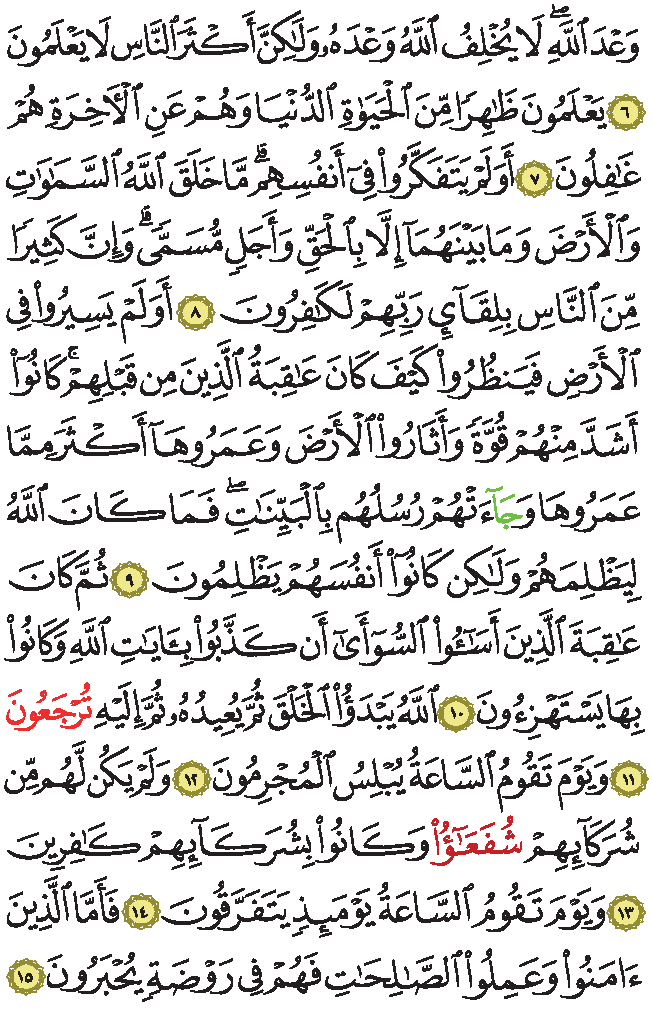 وَعْدَ ٱللَّهِۖ لَا يُخْلِفُ ٱللَّهُ وَعْدَهُۥ وَلَٰكِنَّ أَكْثَرَ ٱلنَّاسِ لَا يَعْلَمُونَ
٦ يَعْلَمُونَ ظَٰهِرًا مِّنَ ٱلْحَيَوٰةِ ٱلدُّنْيَا وَهُمْ عَنِ ٱلْأَخِرَةِ هُمْ
غَٰفِلُونَ ٧ أَوَلَمْ يَتَفَكَّرُوا۟ فِىٓ أَنفُسِهِمۗ مَّا خَلَقَ ٱللَّهُ ٱلسَّمَٰوَٰتِ
وَٱلْأَرْضَ وَمَا بَيْنَهُمَآ إِلَّا بِٱلْحَقِّ وَأَجَلٍ مُّسَمًّىۗ وَإِنَّ كَثِيرًا
مِّنَ ٱلنَّاسِ بِلِقَآيِٕ رَبِّهِمْ لَكَٰفِرُونَ ٨ أَوَلَمْ يَسِيرُوا۟ فِى
ٱلْأَرْضِ فَيَنظُرُوا۟ كَيْفَ كَانَ عَٰقِبَةُ ٱلَّذِينَ مِن قَبْلِهِمْۚ كَانُوٓا۟
أَشَدَّ مِنْهُمْ قُوَّةً وَأَثَارُوا۟ ٱلْأَرْضَ وَعَمَرُوهَآ أَكْثَرَ مِمَّا
عَمَرُوهَا وَجَآءَتْهُمْ رُسُلُهُم بِٱلْبَيِّنَٰتِۖ فَمَا كَانَ ٱللَّهُ
لِيَظْلِمَهُمْ وَلَٰكِن كَانُوٓا۟ أَنفُسَهُمْ يَظْلِمُونَ ٩ ثُمَّ كَانَ
عَٰقِبَةَ ٱلَّذِينَ أَسَٰٓـُٔوا۟ ٱلسُّوٓأَىٰٓ أَن كَذَّبُوا۟ بِـَٔايَٰتِ ٱللَّهِ وَكَانُوا۟
بِهَا يَسْتَهْزِءُونَ ١٠ ٱللَّهُ يَبْدَؤُا۟ ٱلْخَلْقَ ثُمَّ يُعِيدُهُۥ ثُمَّ إِلَيْهِ تُرْجَعُونَ
١١ وَيَوْمَ تَقُومُ ٱلسَّاعَةُ يُبْلِسُ ٱلْمُجْرِمُونَ ١٢ وَلَمْ يَكُن لَّهُم مِّن
شُرَكَآئِهِمْ شُفَعَٰٓؤُا۟ وَكَانُوا۟ بِشُرَكَآئِهِمْ كَٰفِرِينَ
١٣ وَيَوْمَ تَقُومُ ٱلسَّاعَةُ يَوْمَئِذٍ يَتَفَرَّقُونَ ١٤ فَأَمَّا ٱلَّذِينَ
ءَامَنُوا۟ وَعَمِلُوا۟ ٱلصَّٰلِحَٰتِ فَهُمْ فِى رَوْضَةٍ يُحْبَرُونَ ١٥